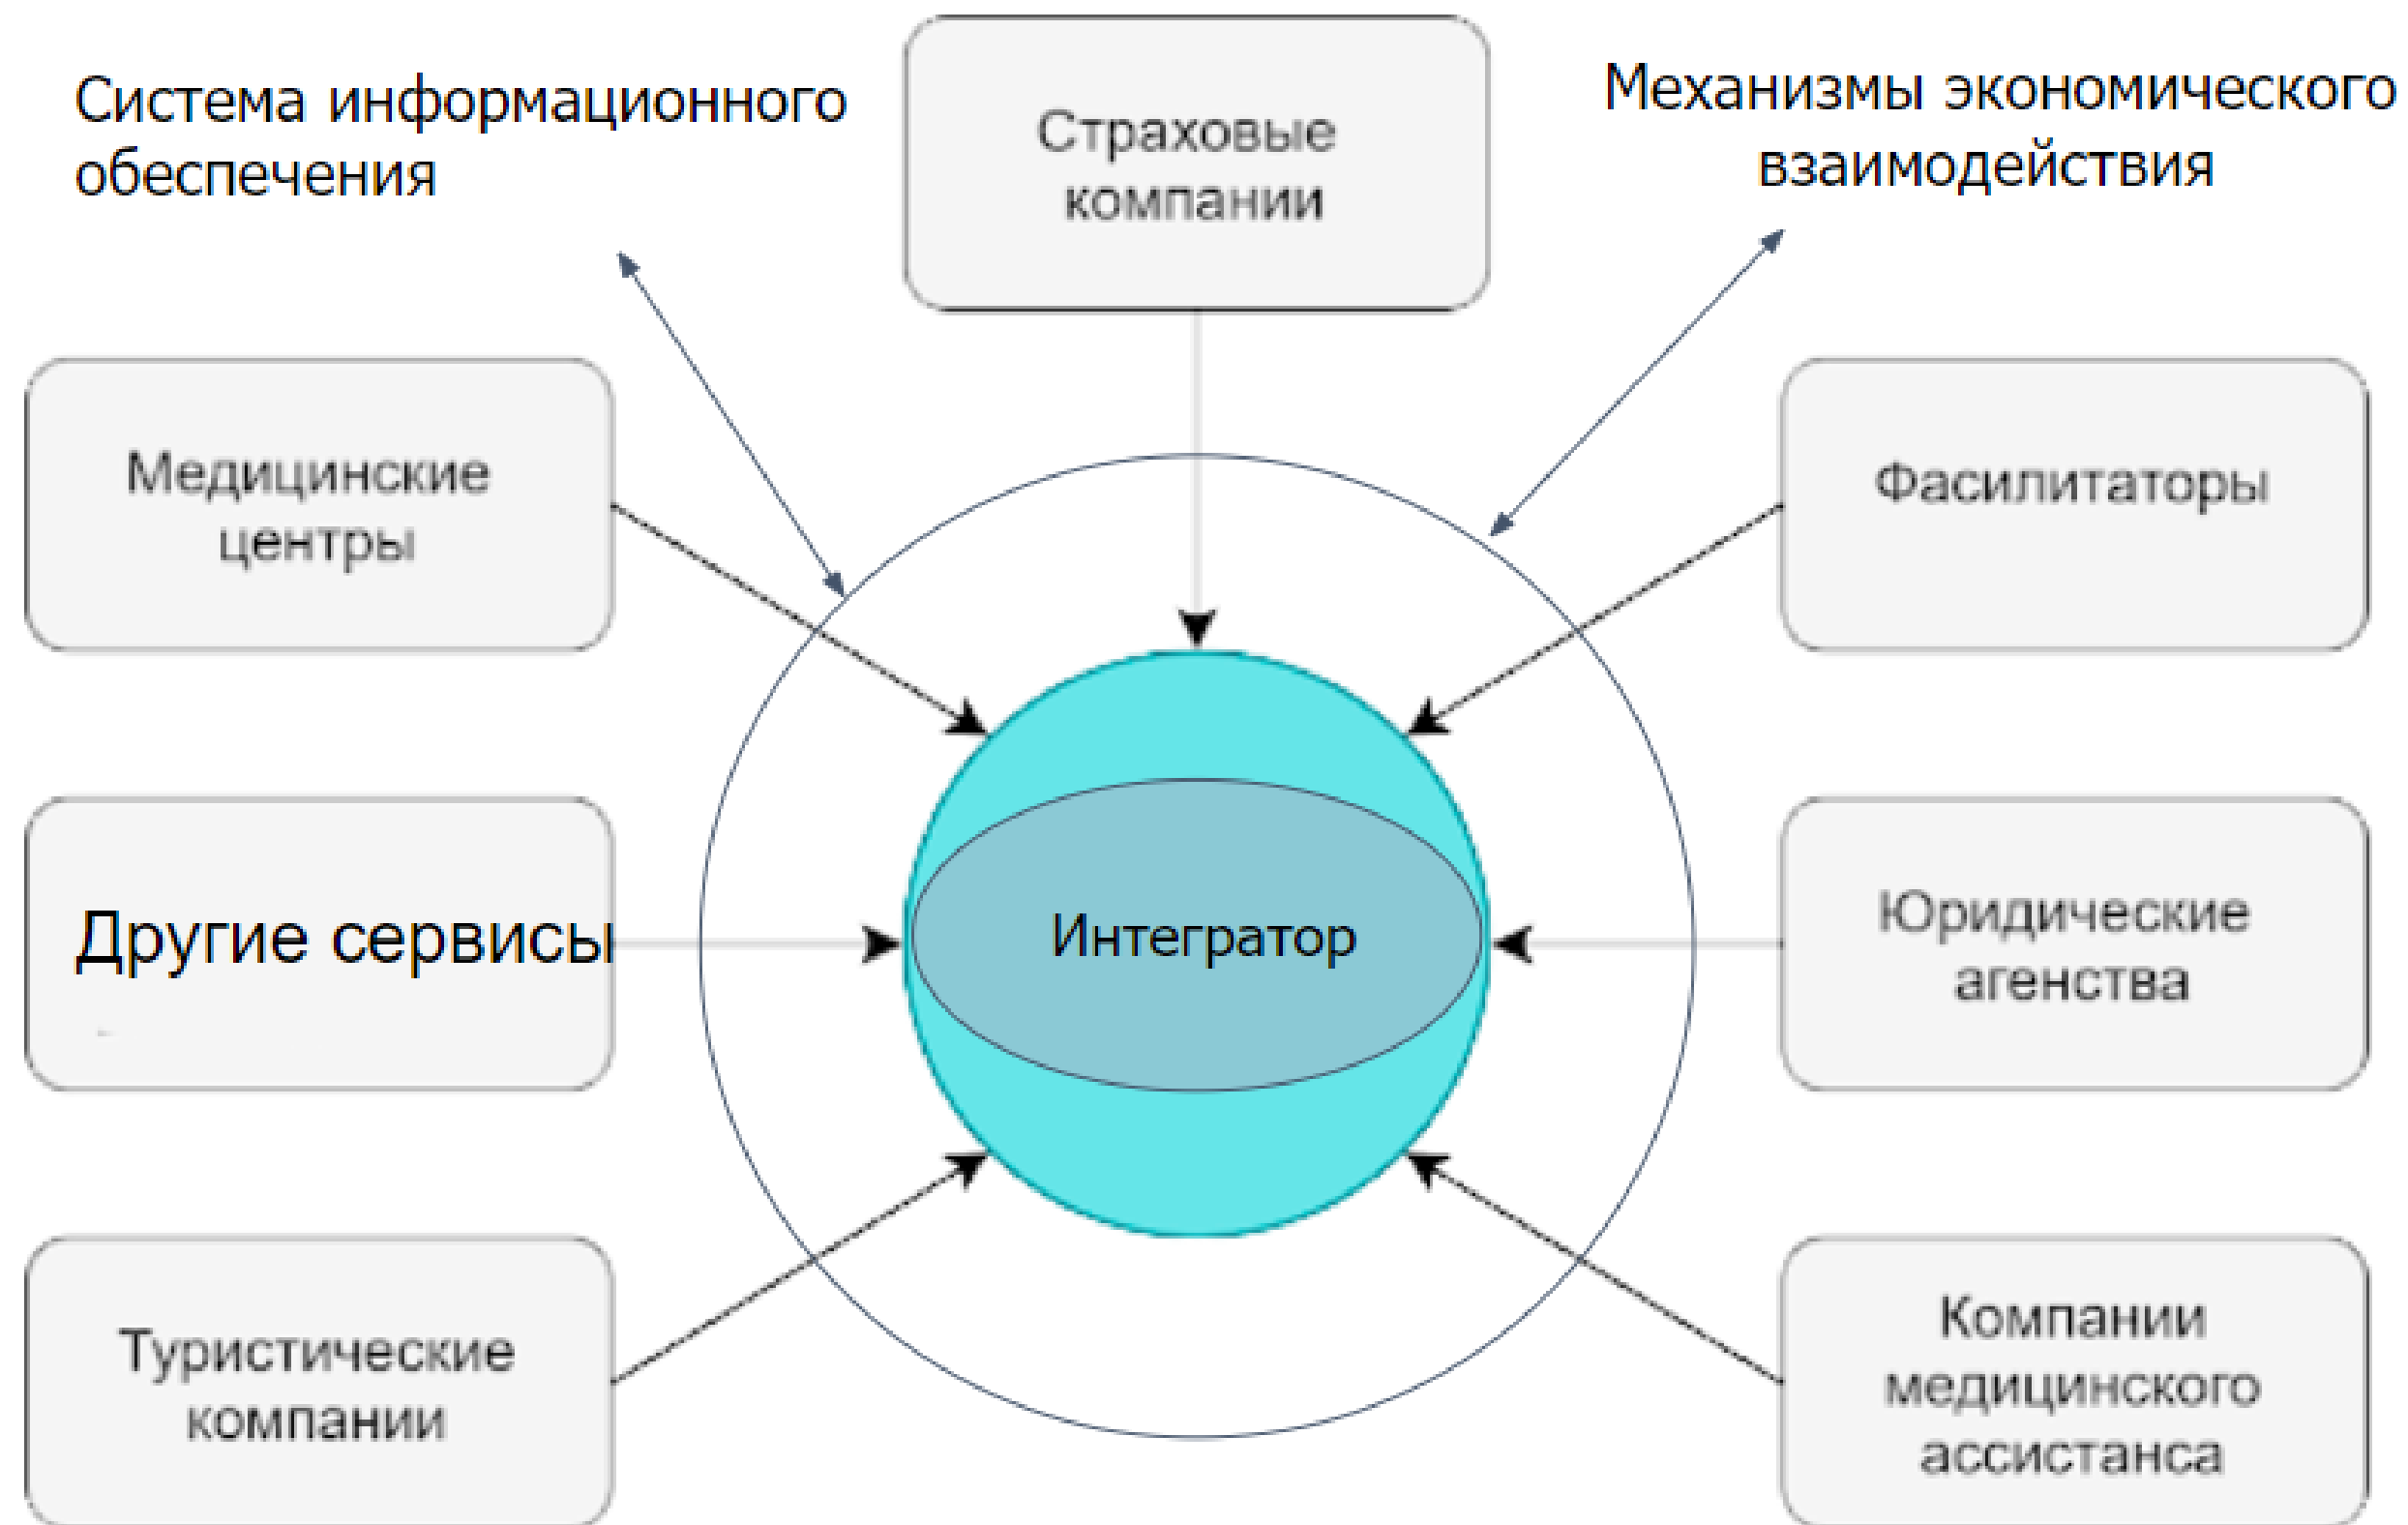 Система информационного
обеспечения
Страховые
компании
Механизмы экономического
взаимодействия
Медицинские
центры
Фасилитаторы
Другие сервисы
Интегратор
Юридические
агенства
Туристические
компании
Компании
медицинского
ассистанса